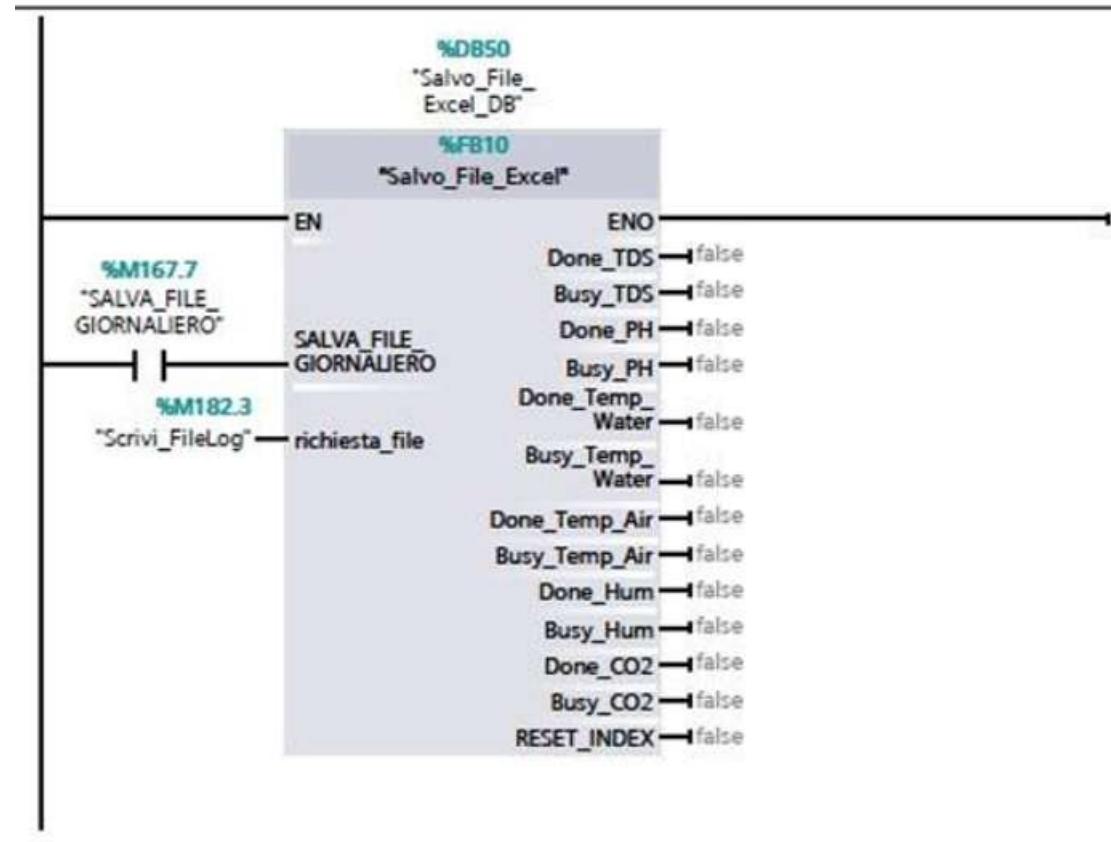 %DB50
"Salvo_File_
Excel_DB"
%FB10
"Salvo_File_Excel"
EN
ENO
Done_TDS
false
Busy_TDS
false
%M167.7
"SALVA_FILE_
GIORNALIERO"
Done_PH
false
SALVA_FILE_
GIORNALIERO
Busy_PH
false
%M182.3
"Scrivi_FileLog"
richiesta_file
Done_Temp_
Water
false
Busy_Temp_
Water
false
Done_Temp_Air
false
Busy_Temp_Air
false
Done_Hum
false
Busy_Hum
false
Done_CO2
false
Busy_CO2
false
RESET_INDEX
false